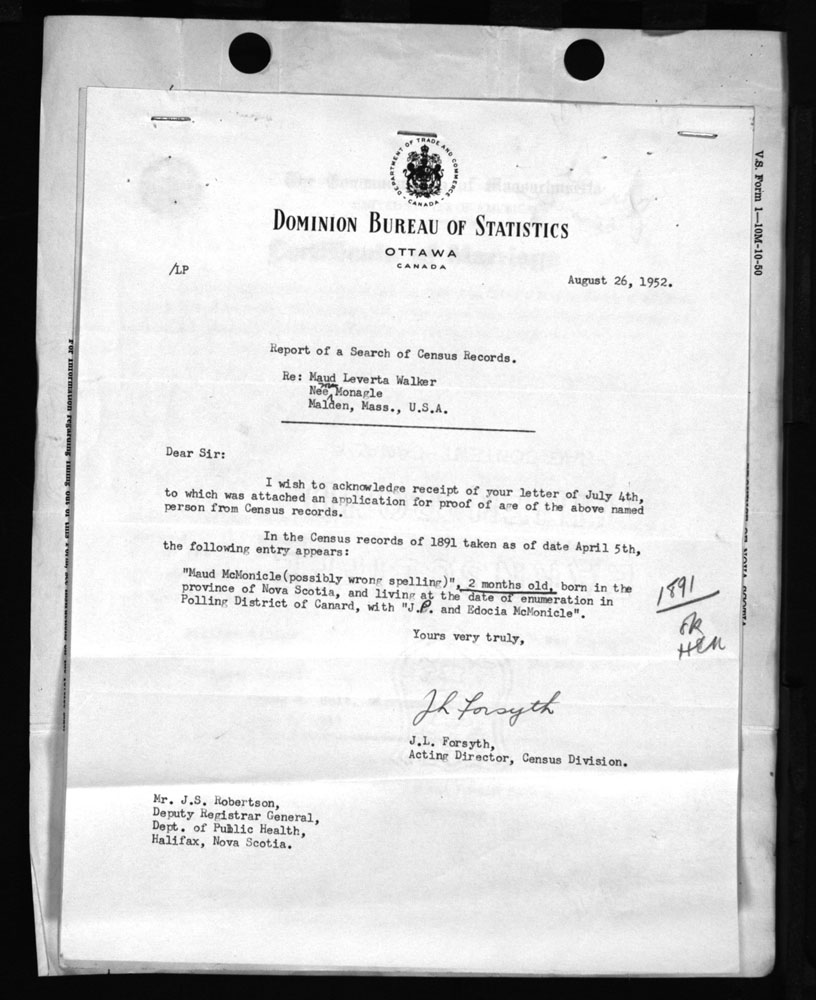 DEPARTMENT OF TRADE AND COMMERCE
CANADA
DOMINION BUREAU OF STATISTICS
OTTAWA
CANADA
/LP
August 26, 1952.
Report of a Search of Census Records.
Re: Maud Leverta Walker
Nee Monagle
Malden, Mass., U.S.A.
Dear Sir:
I wish to acknowledge receipt of your letter of July 4th,
to which was attached an application for proof of age of the above named
person from Census records.
In the Census records of 1891 taken as of date April 5th,
the following entry appears:
"Maud McMonicle(possibly wrong spelling)", 2 months old, born in the
province of Nova Scotia, and living at the date of enumeration in
Polling District of Canard, with "J.P. and Edocia McMonicle".
1891
ok
Yours very truly,
J L Forsyth
J.L. Forsyth,
Acting Director, Census Division.
Mr. J.S. Robertson,
Deputy Registrar General,
Dept. of Public Health,
Halifax, Nova Scotia.
V.S. Form 1—10M-10-50
For information regarding